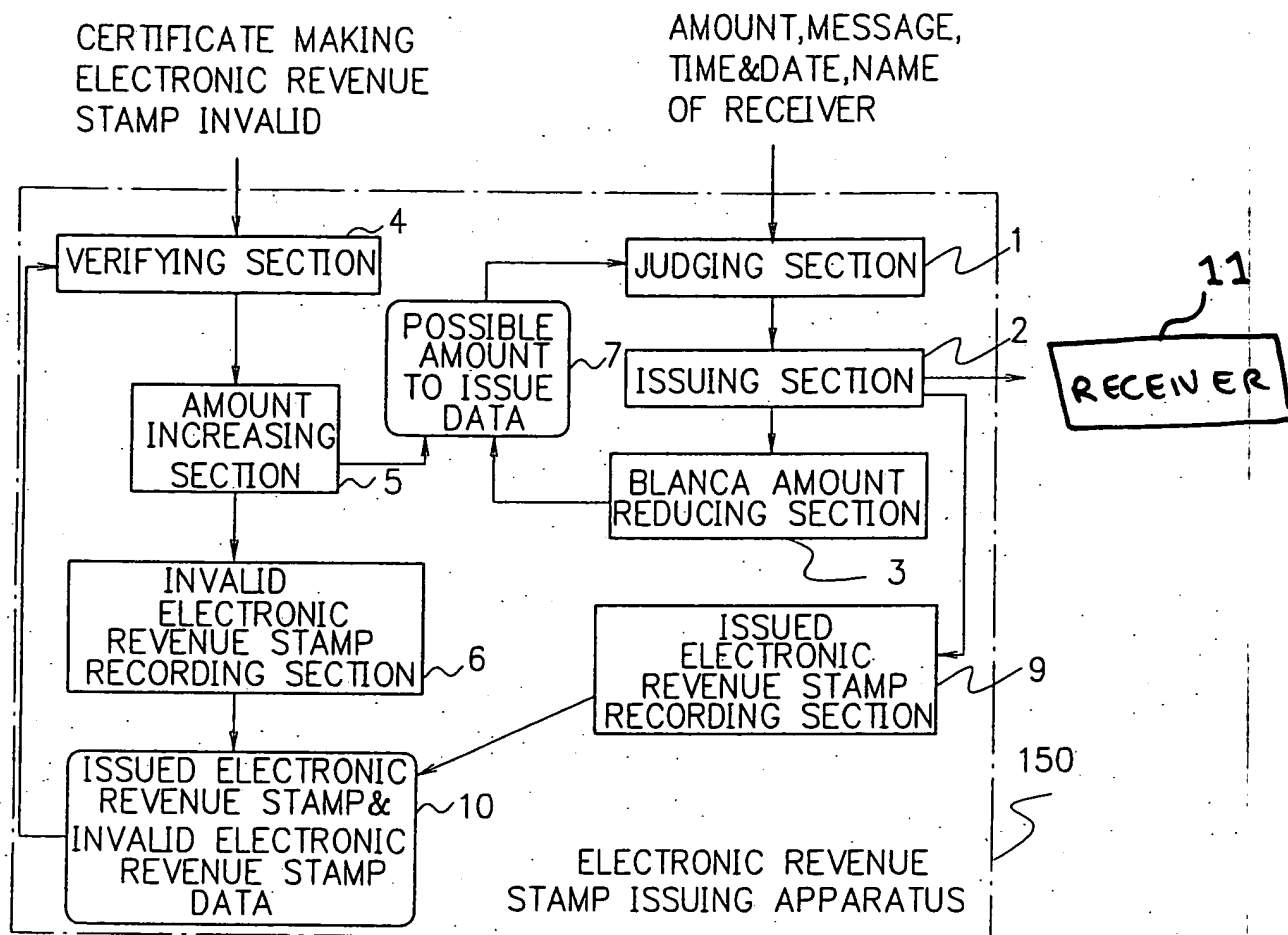 CERTIFICATE MAKING
ELECTRONIC REVENUE
STAMP INVALID
AMOUNT,MESSAGE,
TIME&DATE,NAME
OF RECEIVER
4
VERIFYING SECTION
1
JUDGING SECTION
11
RECEIVER
POSSIBLE
AMOUNT
TO ISSUE
DATA
7
2
ISSUING SECTION
AMOUNT
INCREASING
SECTION
5
BLANCA AMOUNT
REDUCING SECTION
3
INVALID
ELECTRONIC
REVENUE STAMP
RECORDING SECTION
6
ISSUED
ELECTRONIC
REVENUE STAMP
RECORDING SECTION
9
ISSUED ELECTRONIC
REVENUE STAMP&
INVALID ELECTRONIC
REVENUE STAMP
DATA
10
150
ELECTRONIC REVENUE
STAMP ISSUING APPARATUS